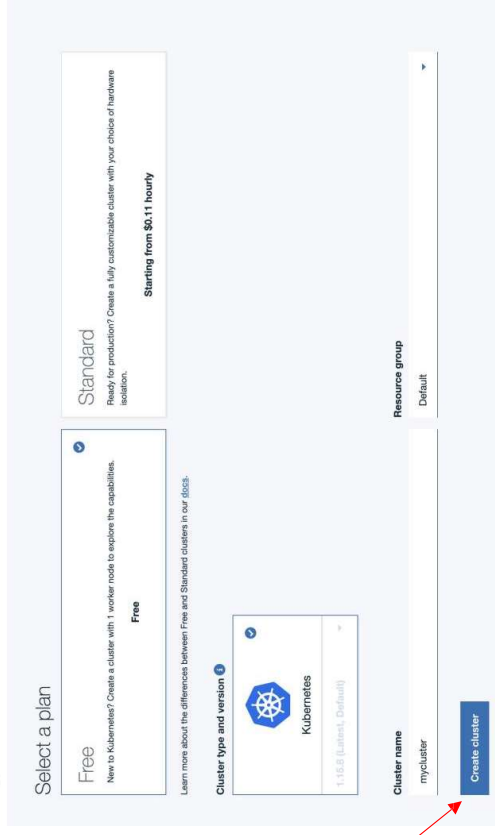 Select a plan
Free
New to Kubernetes? Create a cluster with 1 worker node to explore the capabilities.
Free
Standard
Ready for production? Create a fully customizable cluster with your choice of hardware
isolation.
Starting from $0.11 hourly
Learn more about the differences between Free and Standard clusters in our docs.
Cluster type and version
Kubernetes
1.15.6 (Latest, Default)
Cluster name
mycluster
Resource group
Default
Create cluster